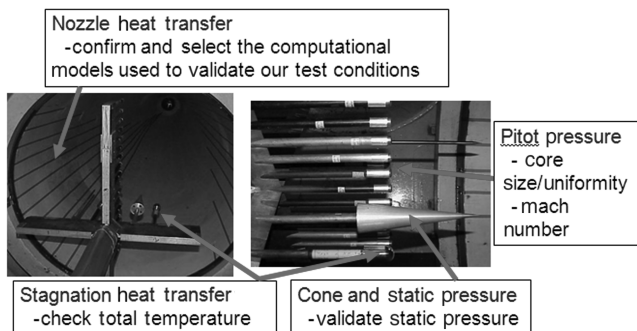 Nozzle heat transfer
-confirm and select the computational
models used to validate our test conditions
Pitot pressure
- core
size/uniformity
- mach
number
Stagnation heat transfer
-check total temperature
Cone and static pressure
-validate static pressure